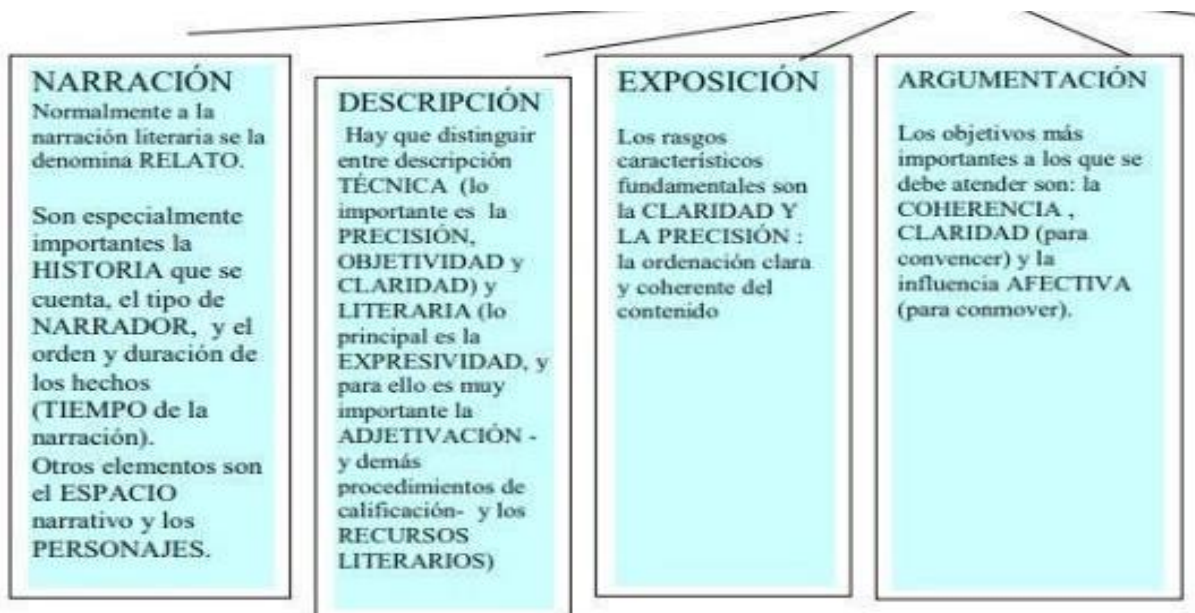 NARRACIÓN
Normalmente a la
narración literaria se la
denomina RELATO.
Son especialmente
importantes la
HISTORIA que se
cuenta, el tipo de
NARRADOR, y el
orden y duración de
los hechos
(TIEMPO de la
narración).
Otros elementos son
el ESPACIO
narrativo y los
PERSONAJES.
DESCRIPCIÓN
Hay que distinguir
entre descripción
TÉCNICA (lo
importante es la
PRECISIÓN,
OBJETIVIDAD y
CLARIDAD) y
LITERARIA (lo
principal es la
EXPRESIVIDAD, y
para ello es muy
importante la
ADJETIVACIÓN -
y demás
procedimientos de
calificación- y los
RECURSOS
LITERARIOS)
EXPOSICIÓN
Los rasgos
característicos
fundamentales son
la CLARIDAD Y
LA PRECISIÓN :
la ordenación clara
y coherente del
contenido
ARGUMENTACIÓN
Los objetivos más
importantes a los que se
debe atender son: la
COHERENCIA ,
CLARIDAD (para
convencer) y la
influencia AFECTIVA
(para conmover).